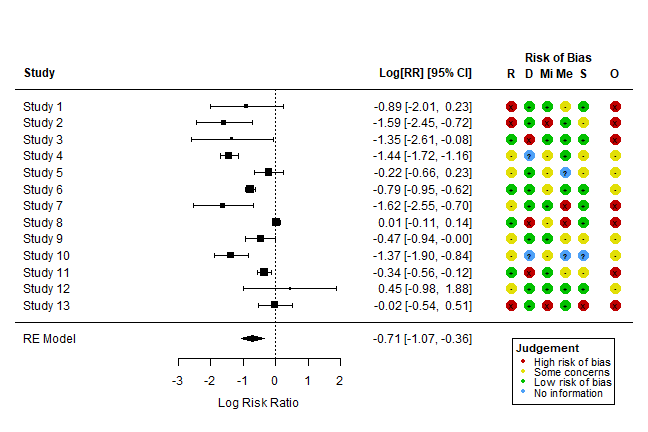 Risk of Bias
Study Log[RR] [95% CI] R D Mi Me S O
Study 1 -0.89 [-2.01, 0.23] x + + - + x
Study 2 -1.59 [-2.45, -0.72] x + x + - x
Study 3 -1.35 [-2.61, -0.08] + x + + + x
Study 4 -1.44 [-1.72, -1.16] - ? - + - -
Study 5 -0.22 [-0.66, 0.23] - + - ? - -
Study 6 -0.79 [-0.95, -0.62] + + - + + +
Study 7 -1.62 [-2.55, -0.70] - + + x + x
Study 8 0.01 [-0.11, 0.14] + x - x + x
Study 9 -0.47 [-0.94, -0.00] - + + - - -
Study 10 -1.37 [-1.90, -0.84] - ? - ? ? -
Study 11 -0.34 [-0.56, -0.12] + x - - - x
Study 12 0.45 [-0.98, 1.88] - + + + + -
Study 13 -0.02 [-0.54, 0.51] x + x x x x
RE Model -0.71 [-1.07, -0.36]
-3 -2 -1 0 1 2
Log Risk Ratio
Judgement
x High risk of bias
- Some concerns
+ Low risk of bias
? No information